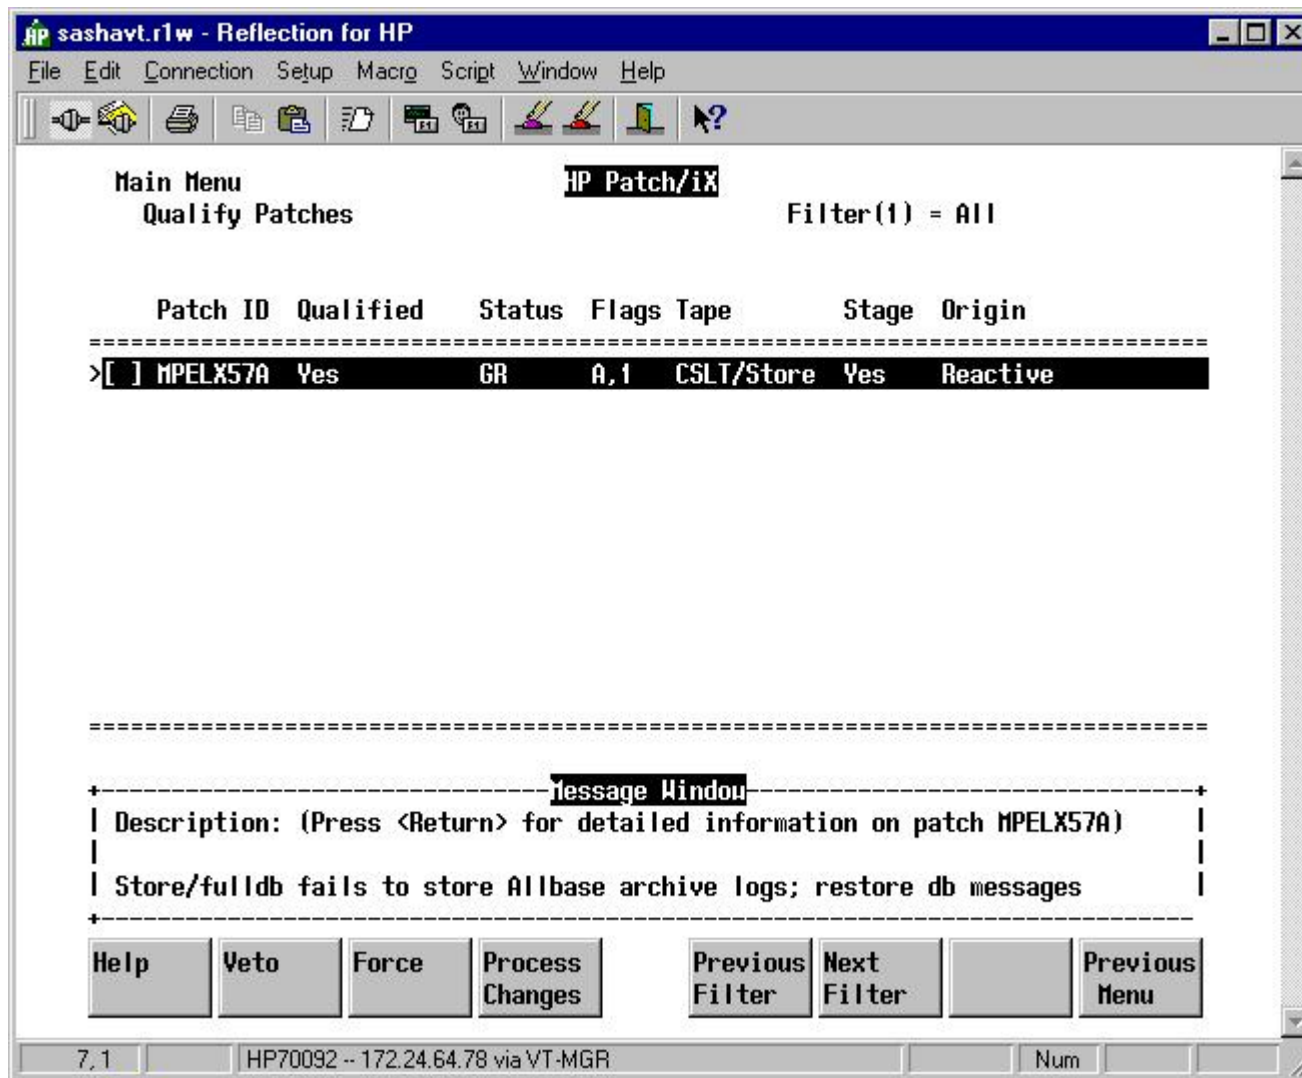 sashavt.r1w - Reflection for HP
File Edit Connection Setup Macro Script Window Help
Main Menu HP Patch/iX
Qualify Patches Filter(1) = All
Patch ID Qualified Status Flags Tape Stage Origin
================================================================================
>[ ] MPELX57A Yes GR A,1 CSLT/Store Yes Reactive
================================================================================
Message Window
Description: (Press <Return> for detailed information on patch MPELX57A)
Store/fulldb fails to store Allbase archive logs; restore db messages
Help Veto Force Process Changes Previous Filter Next Filter Previous Menu
7, 1 HP70092 -- 172.24.64.78 via VT-MGR Num